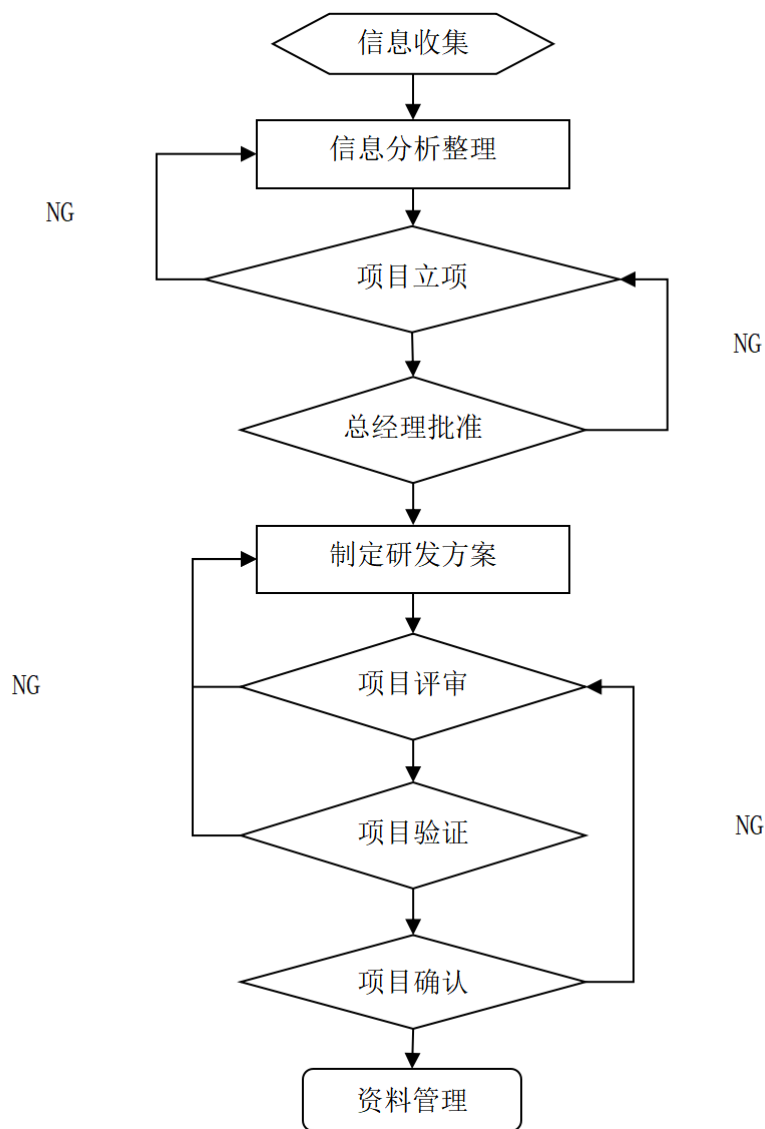 信息收集
信息分析整理
NG
项目立项
NG
总经理批准
制定研发方案
项目评审
NG
NG
项目验证
项目确认
资料管理